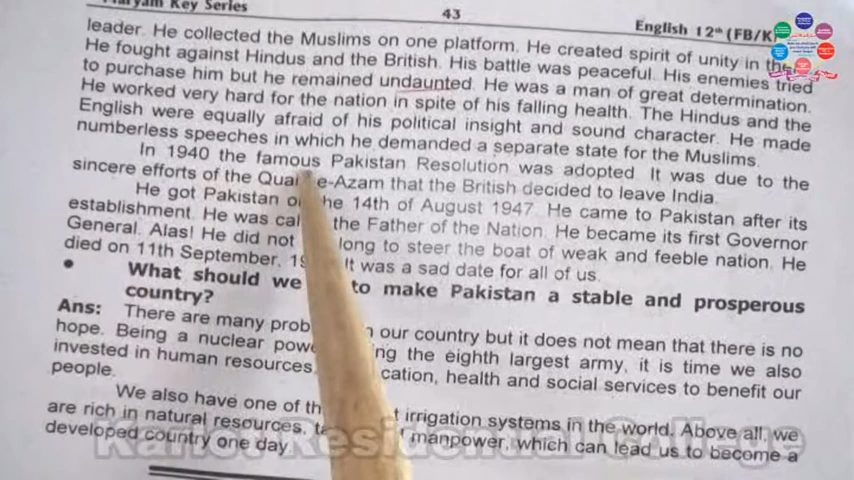 Maryam Key Series 43 English 12th (FB/K
leader. He collected the Muslims on one platform. He created spirit of unity in the
He fought against Hindus and the British. His battle was peaceful. His enemies tried
to purchase him but he remained undaunted. He was a man of great determination.
He worked very hard for the nation in spite of his falling health. The Hindus and the
English were equally afraid of his political insight and sound character. He made
numberless speeches in which he demanded a separate state for the Muslims.
In 1940 the famous Pakistan Resolution was adopted. It was due to the
sincere efforts of the Quai e-Azam that the British decided to leave India.
He got Pakistan o he 14th of August 1947. He came to Pakistan after its
establishment. He was cal the Father of the Nation. He became its first Governor
General. Alas! He did not long to steer the boat of weak and feeble nation. He
died on 11th September, 19 It was a sad date for all of us.
• What should we to make Pakistan a stable and prosperous
country?
Ans: There are many prob n our country but it does not mean that there is no
hope. Being a nuclear powe ng the eighth largest army, it is time we also
invested in human resources, cation, health and social services to benefit our
people.
We also have one of th t irrigation systems in the world. Above all, we
are rich in natural resources, manpower, which can lead us to become a
developed country one day.
Residential College